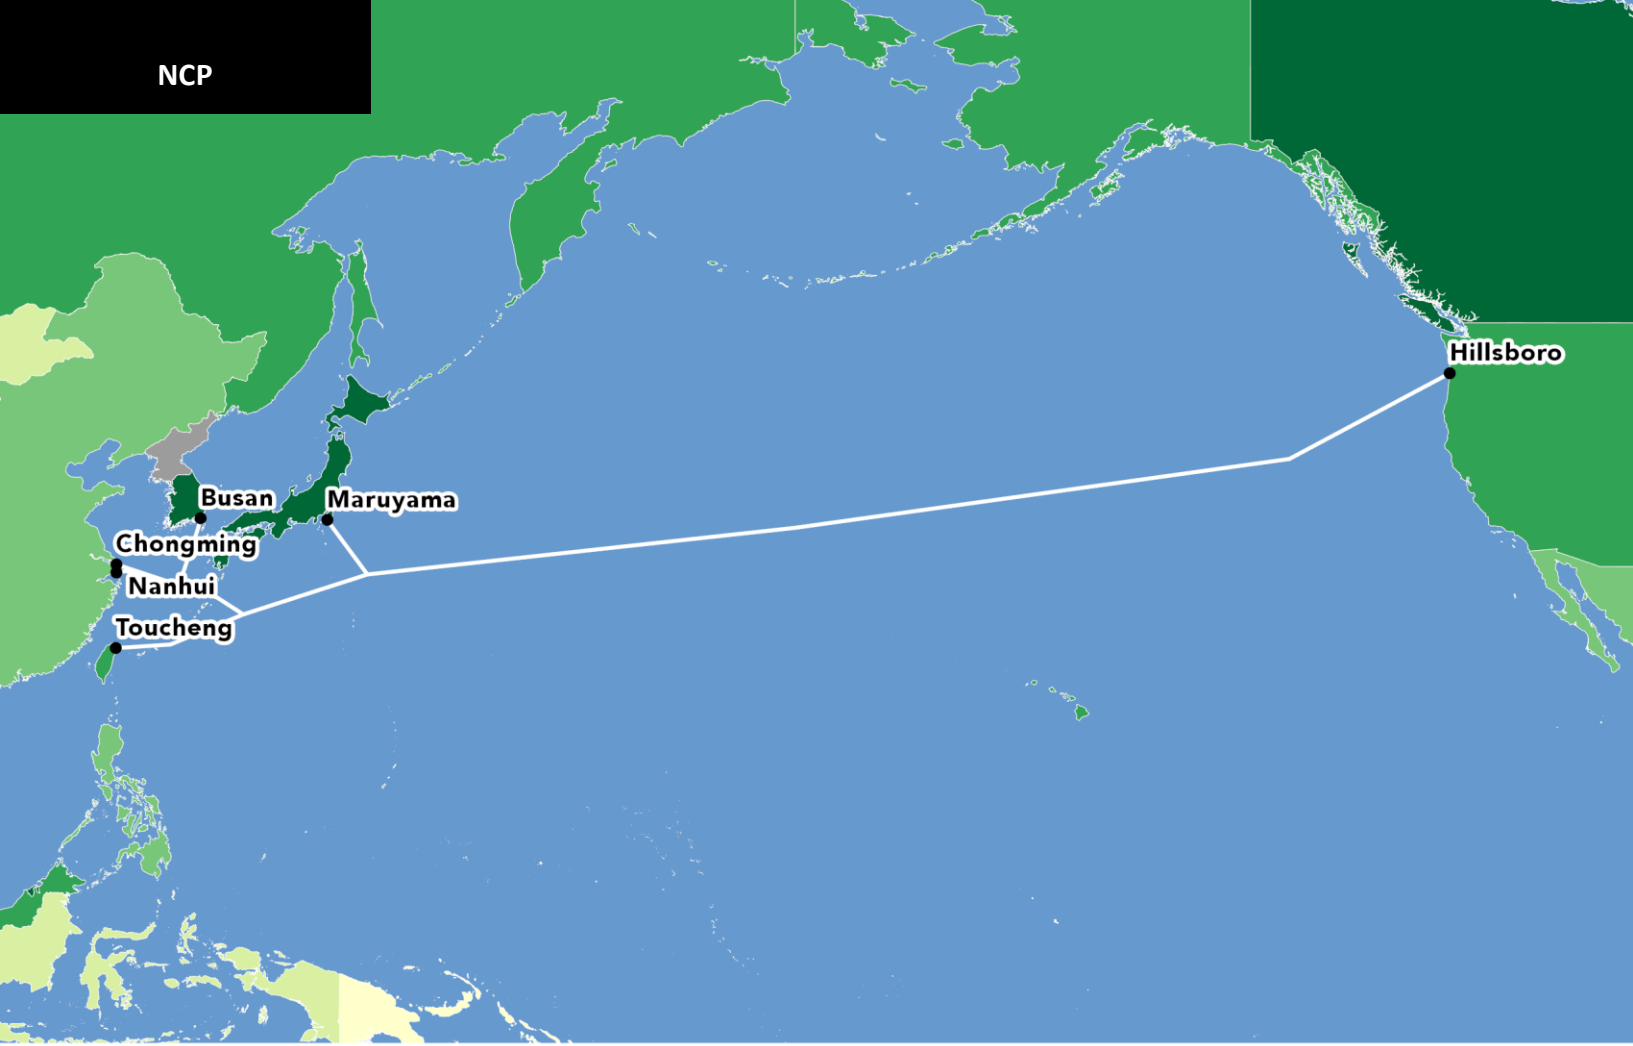 NCP
Hillsboro
Busan
Maruyama
Chongming
Nanhui
Toucheng